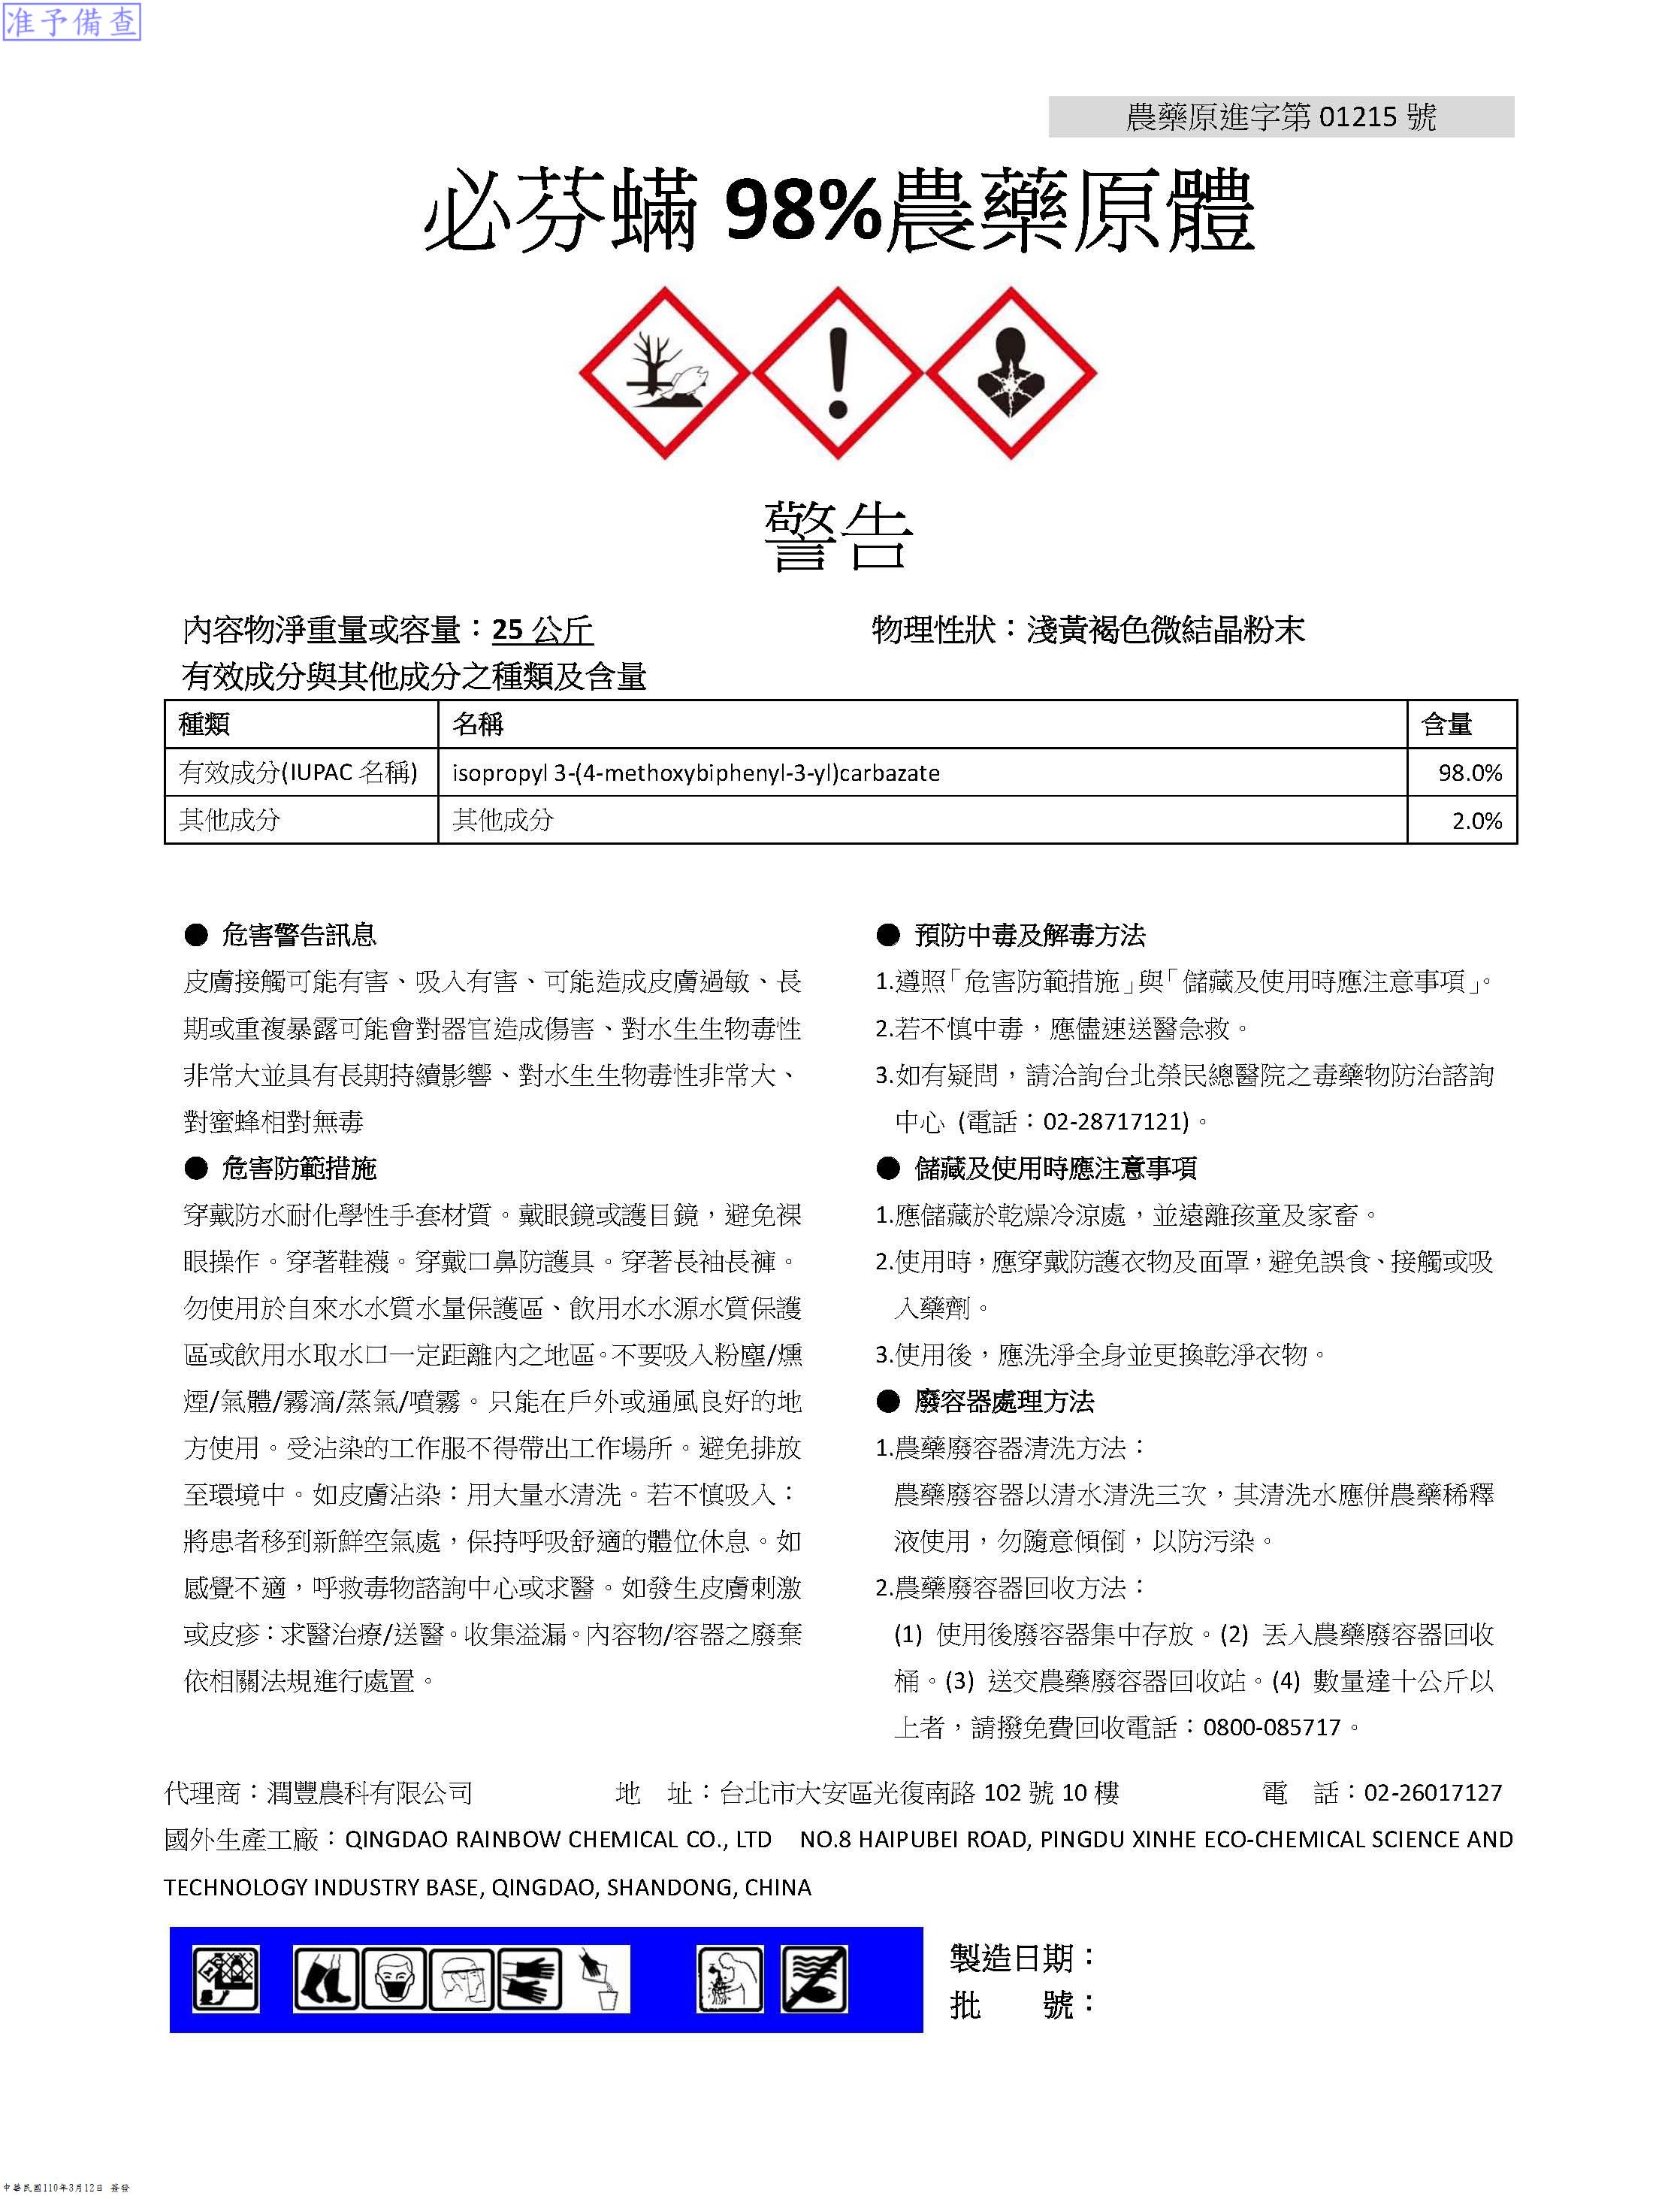 准予備查
農藥原進字第 01215 號
必芬蟎 98%農藥原體
警告
內容物淨重量或容量：25 公斤 物理性狀：淺黃褐色微結晶粉末
有效成分與其他成分之種類及含量
種類 名稱 含量
有效成分(IUPAC 名稱) isopropyl 3-(4-methoxybiphenyl-3-yl)carbazate 98.0%
其他成分 其他成分 2.0%
● 危害警告訊息
皮膚接觸可能有害、吸入有害、可能造成皮膚過敏、長
期或重複暴露可能會對器官造成傷害、對水生生物毒性
非常大並具有長期持續影響、對水生生物毒性非常大、
對蜜蜂相對無毒
● 危害防範措施
穿戴防水耐化學性手套材質。戴眼鏡或護目鏡，避免裸
眼操作。穿著鞋襪。穿戴口鼻防護具。穿著長袖長褲。
勿使用於自來水水質水量保護區、飲用水水源水質保護
區或飲用水取水口一定距離內之地區。不要吸入粉塵/燻
煙/氣體/霧滴/蒸氣/噴霧。只能在戶外或通風良好的地
方使用。受沾染的工作服不得帶出工作場所。避免排放
至環境中。如皮膚沾染：用大量水清洗。若不慎吸入：
將患者移到新鮮空氣處，保持呼吸舒適的體位休息。如
感覺不適，呼救毒物諮詢中心或求醫。如發生皮膚刺激
或皮疹：求醫治療/送醫。收集溢漏。內容物/容器之廢棄
依相關法規進行處置。
● 預防中毒及解毒方法
1.遵照「危害防範措施」與「儲藏及使用時應注意事項」。
2.若不慎中毒，應儘速送醫急救。
3.如有疑問，請洽詢台北榮民總醫院之毒藥物防治諮詢
中心 (電話：02-28717121)。
● 儲藏及使用時應注意事項
1.應儲藏於乾燥冷涼處，並遠離孩童及家畜。
2.使用時，應穿戴防護衣物及面罩，避免誤食、接觸或吸
入藥劑。
3.使用後，應洗淨全身並更換乾淨衣物。
● 廢容器處理方法
1.農藥廢容器清洗方法：
農藥廢容器以清水清洗三次，其清洗水應併農藥稀釋
液使用，勿隨意傾倒，以防污染。
2.農藥廢容器回收方法：
(1) 使用後廢容器集中存放。(2) 丟入農藥廢容器回收
桶。(3) 送交農藥廢容器回收站。(4) 數量達十公斤以
上者，請撥免費回收電話：0800-085717。
代理商：潤豐農科有限公司 地 址：台北市大安區光復南路 102 號 10 樓 電 話：02-26017127
國外生產工廠：QINGDAO RAINBOW CHEMICAL CO., LTD NO.8 HAIPUBEI ROAD, PINGDU XINHE ECO-CHEMICAL SCIENCE AND
TECHNOLOGY INDUSTRY BASE, QINGDAO, SHANDONG, CHINA
製造日期：
批 號：
中華民國110年3月12日 簽發